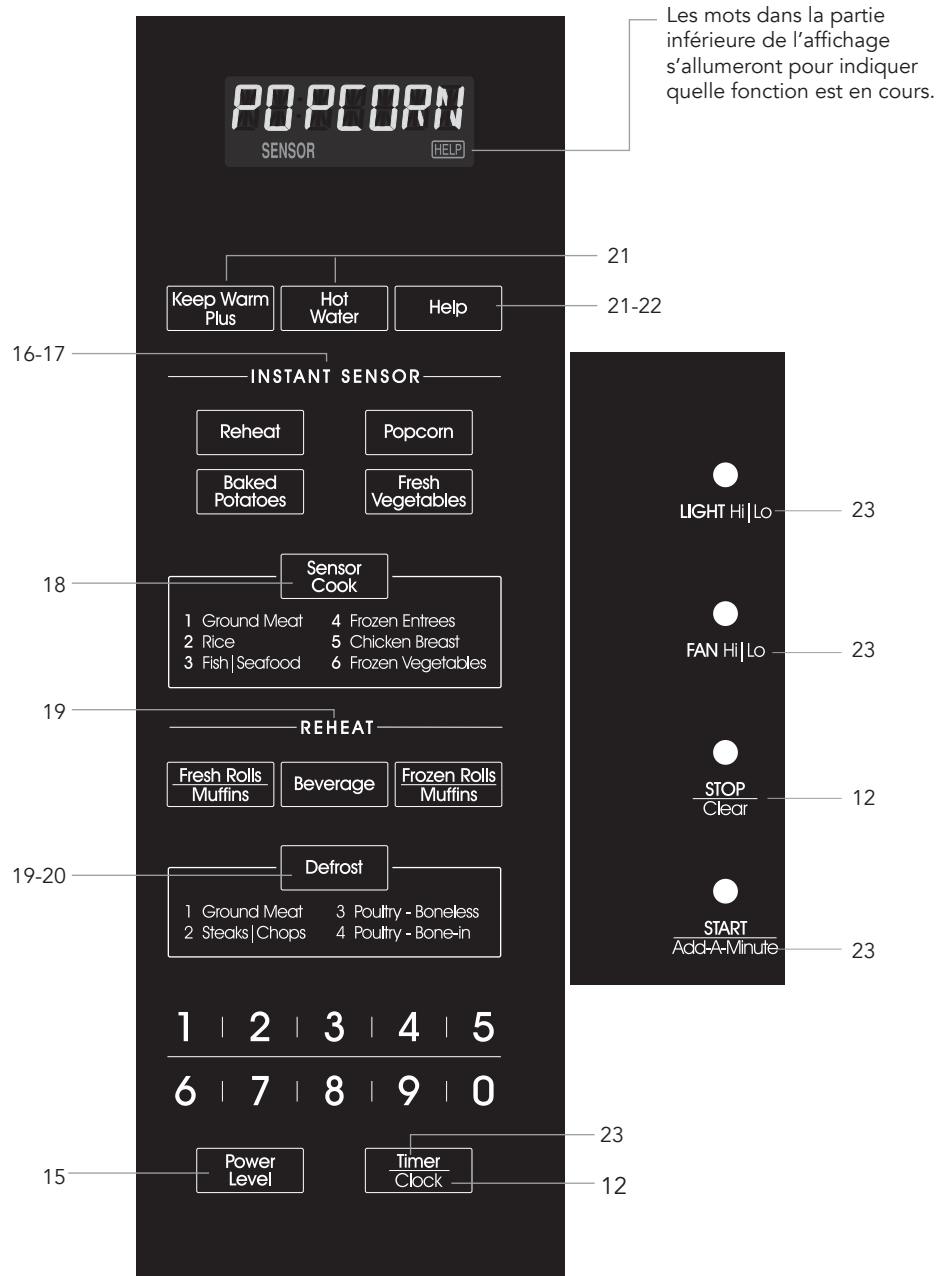 Les mots dans la partie
inférieure de l'affichage
s'allumeront pour indiquer
quelle fonction est en cours.
POPCORN
SENSOR HELP
21
Keep Warm
Plus
Hot
Water
Help
21-22
16-17
INSTANT SENSOR
Reheat
Popcorn
Baked
Potatoes
Fresh
Vegetables
18
Sensor
Cook
1 Ground Meat 4 Frozen Entrees
2 Rice 5 Chicken Breast
3 Fish|Seafood 6 Frozen Vegetables
19
REHEAT
Fresh Rolls
Muffins
Beverage
Frozen Rolls
Muffins
19-20
Defrost
1 Ground Meat 3 Poultry - Boneless
2 Steaks|Chops 4 Poultry - Bone-in
1 | 2 | 3 | 4 | 5
6 | 7 | 8 | 9 | 0
15
Power
Level
23
Timer
Clock
12
LIGHT Hi|Lo
23
FAN Hi|Lo
23
STOP
Clear
12
START
Add-A-Minute
23